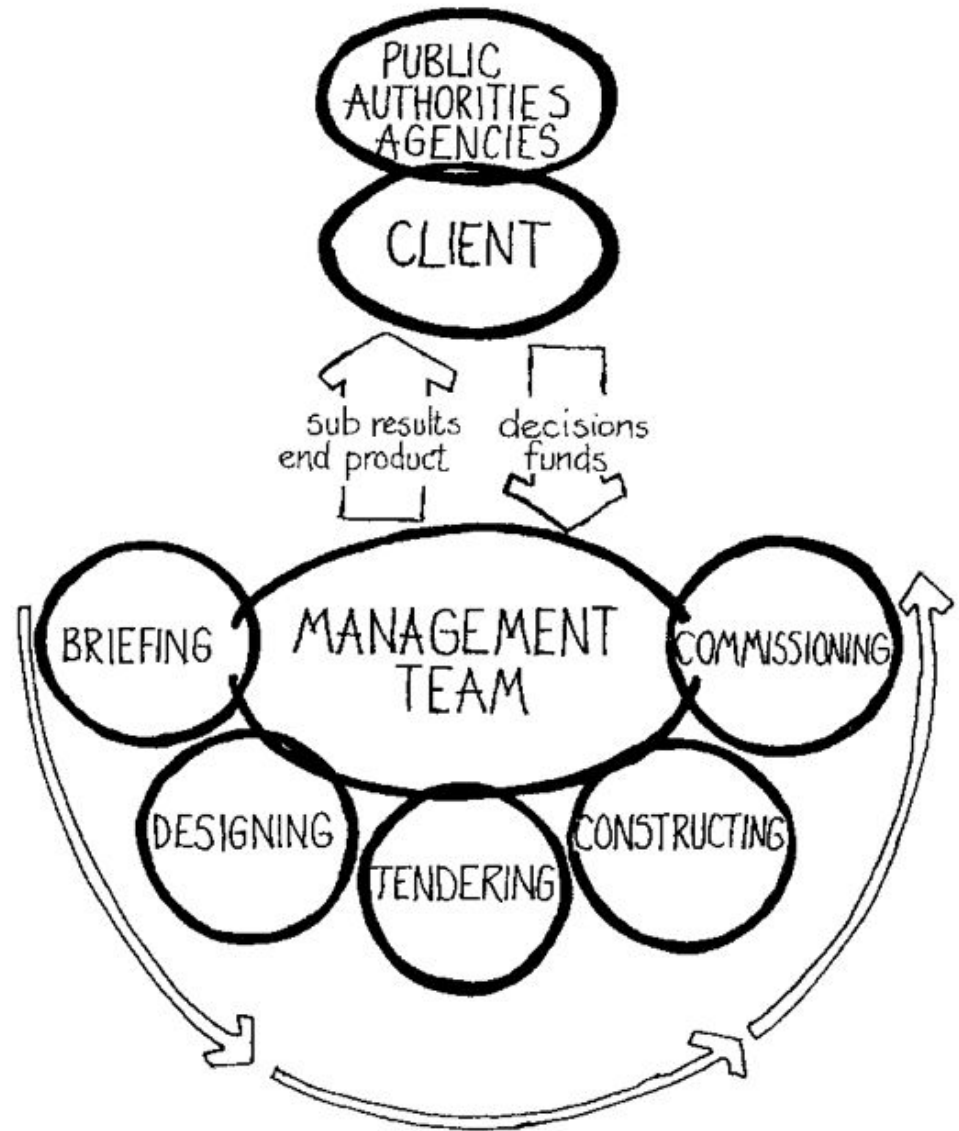 PUBLIC
AUTHORITIES
AGENCIES
CLIENT
sub results
end product
decisions
funds
BRIEFING
MANAGEMENT
TEAM
COMMISSIONING
DESIGNING
TENDERING
CONSTRUCTING